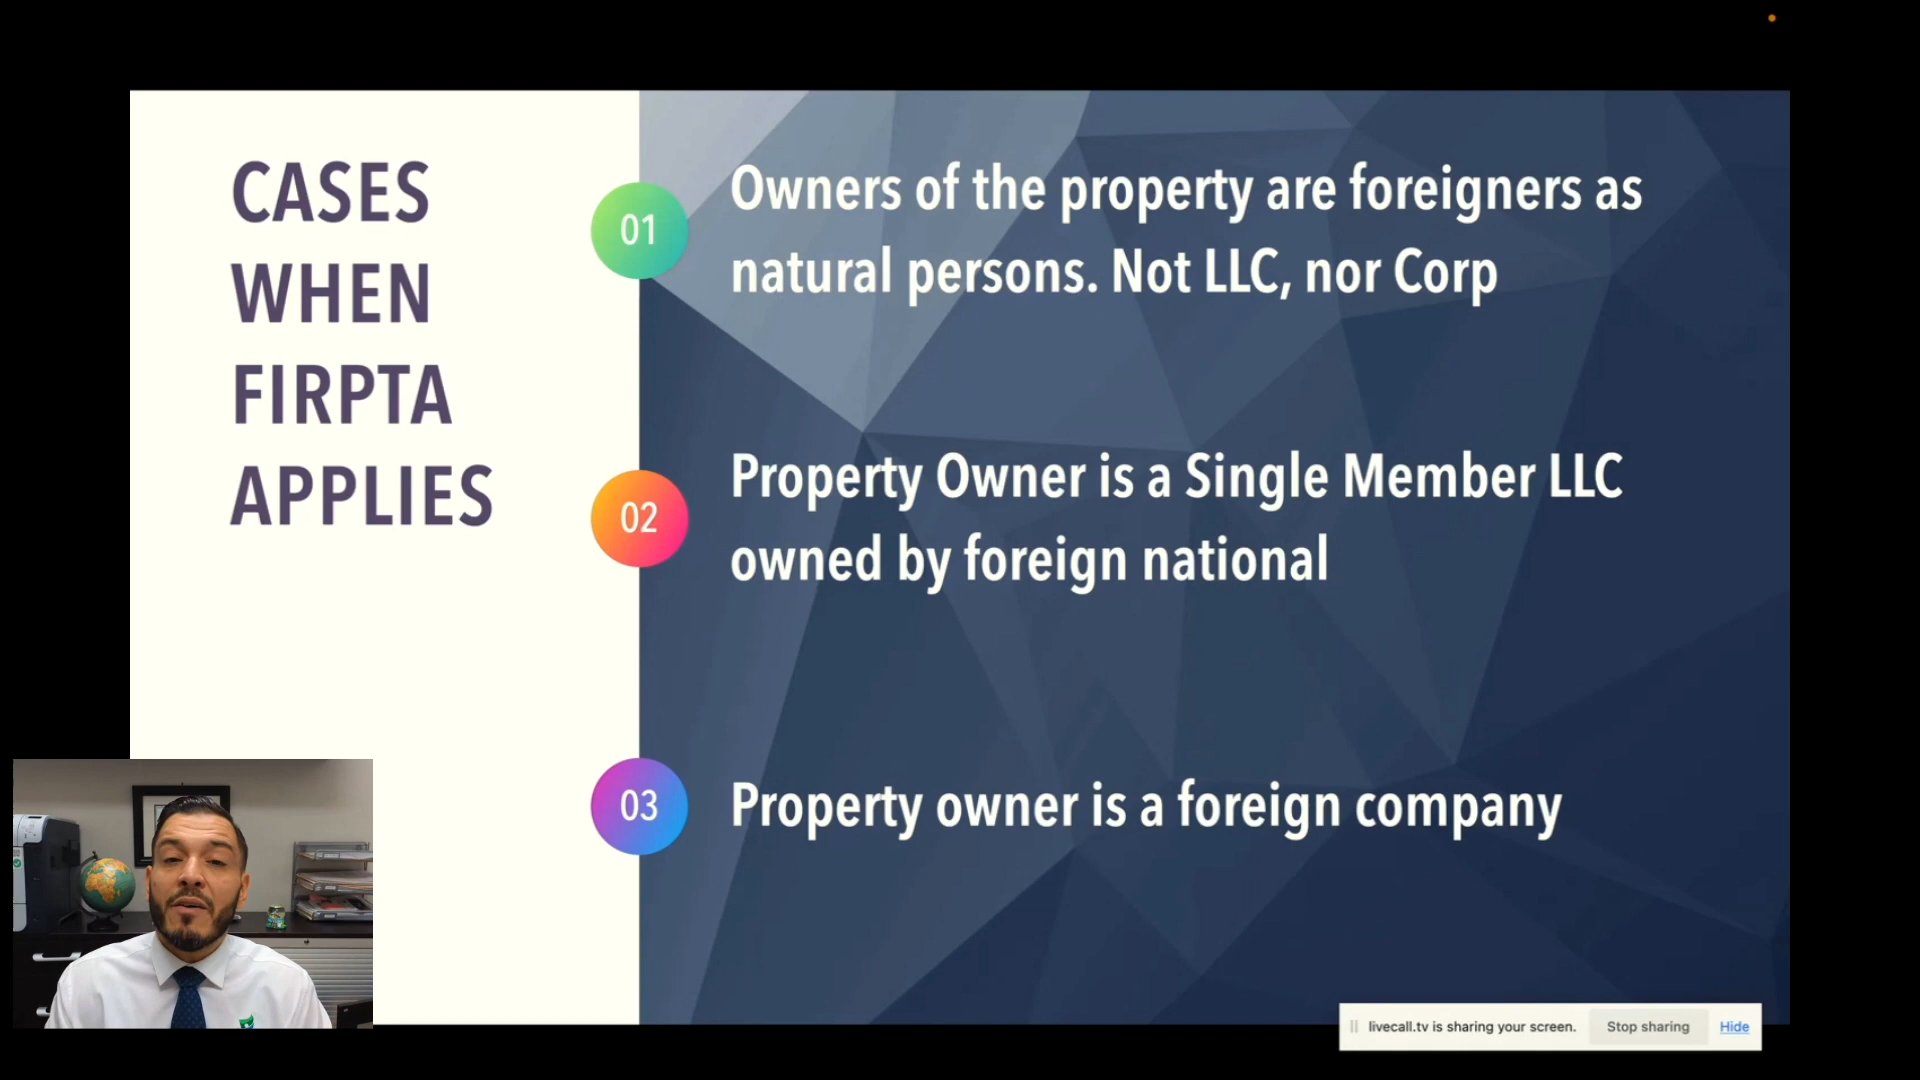 CASES
WHEN
FIRPTA
APPLIES
01
Owners of the property are foreigners as
natural persons. Not LLC, nor Corp
02
Property Owner is a Single Member LLC
owned by foreign national
03
Property owner is a foreign company
livecall.tv is sharing your screen.
Stop sharing
Hide